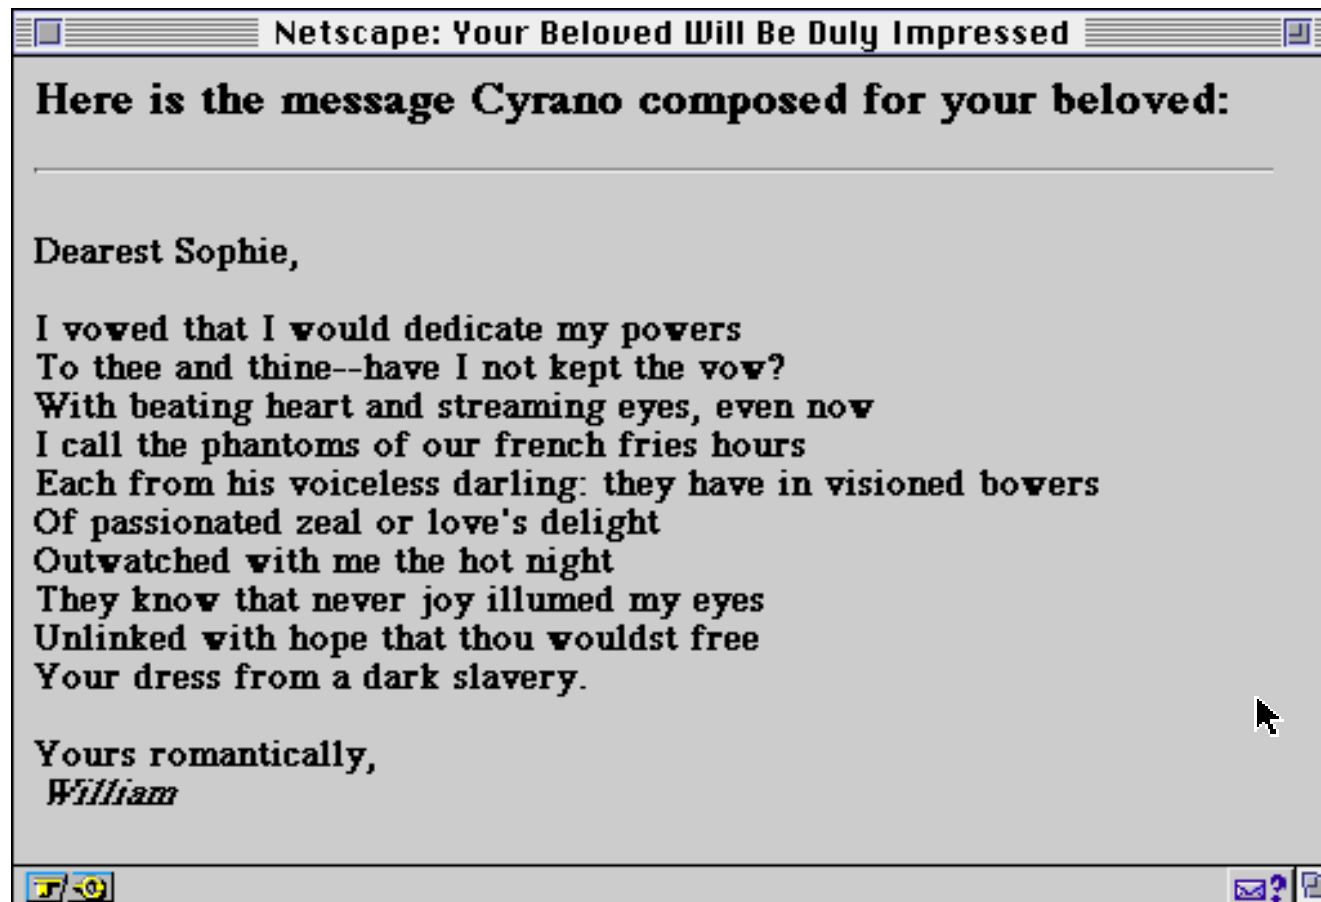 Netscape: Your Beloved Will Be Duly Impressed
Here is the message Cyrano composed for your beloved:
Dearest Sophie,
I vowed that I would dedicate my powers
To thee and thine--have I not kept the vow?
With beating heart and streaming eyes, even now
I call the phantoms of our french fries hours
Each from his voiceless darling: they have in visioned bowers
Of passionated zeal or love's delight
Outwatched with me the hot night
They know that never joy illumed my eyes
Unlinked with hope that thou wouldst free
Your dress from a dark slavery.
Yours romantically,
William
?